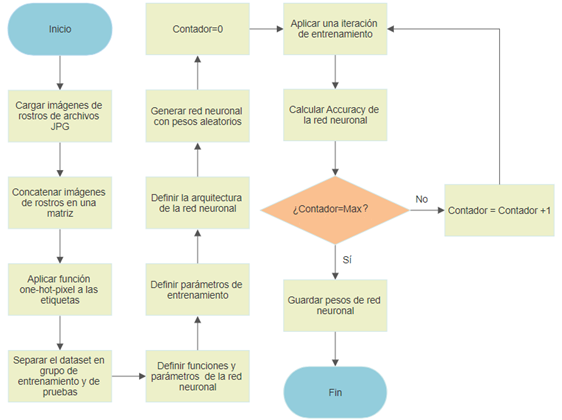 Inicio
Cargar imágenes de
rostros de archivos
JPG
Concatenar imágenes
de rostros en una
matriz
Aplicar función
one-hot-pixel a las
etiquetas
Separar el dataset en
grupo de
entrenamiento y de
pruebas
Definir funciones y
parámetros de la red
neuronal
Definir parámetros de
entrenamiento
Definir la arquitectura
de la red neuronal
Generar red neuronal
con pesos aleatorios
Contador=0
Aplicar una iteración
de entrenamiento
Calcular Accuracy de
la red neuronal
¿Contador=Max?
No
Contador = Contador +1
Sí
Guardar pesos de red
neuronal
Fin